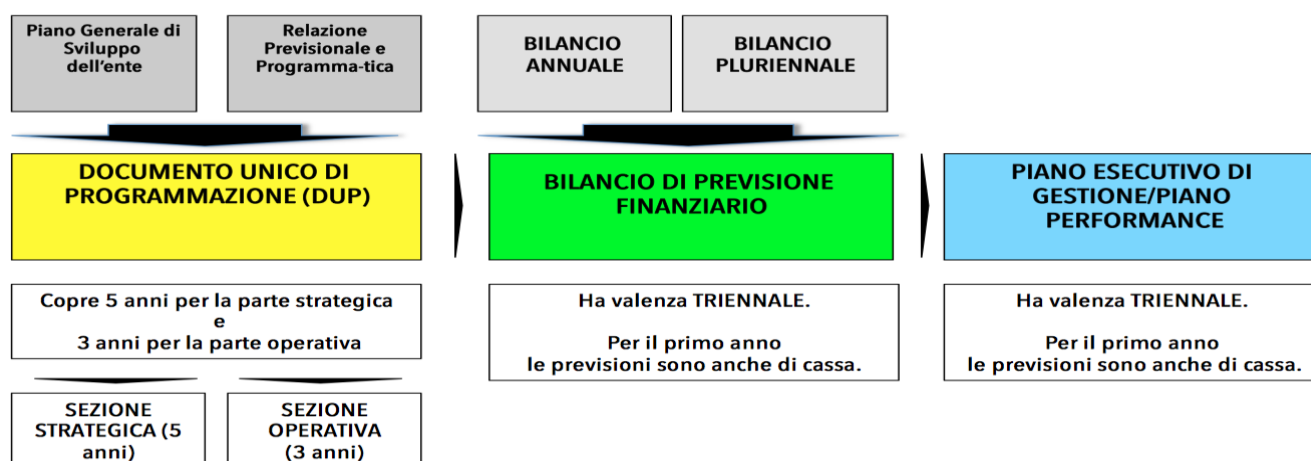 Piano Generale di
Sviluppo
dell'ente
Relazione
Previsionale e
Programma-tica
BILANCIO
ANNUALE
BILANCIO
PLURIENNALE
DOCUMENTO UNICO DI
PROGRAMMAZIONE (DUP)
BILANCIO DI PREVISIONE
FINANZIARIO
PIANO ESECUTIVO DI
GESTIONE/PIANO
PERFORMANCE
Copre 5 anni per la parte strategica
e
3 anni per la parte operativa
Ha valenza TRIENNALE.
Per il primo anno
le previsioni sono anche di cassa.
Ha valenza TRIENNALE.
Per il primo anno
le previsioni sono anche di cassa.
SEZIONE
STRATEGICA (5
anni)
SEZIONE
OPERATIVA
(3 anni)